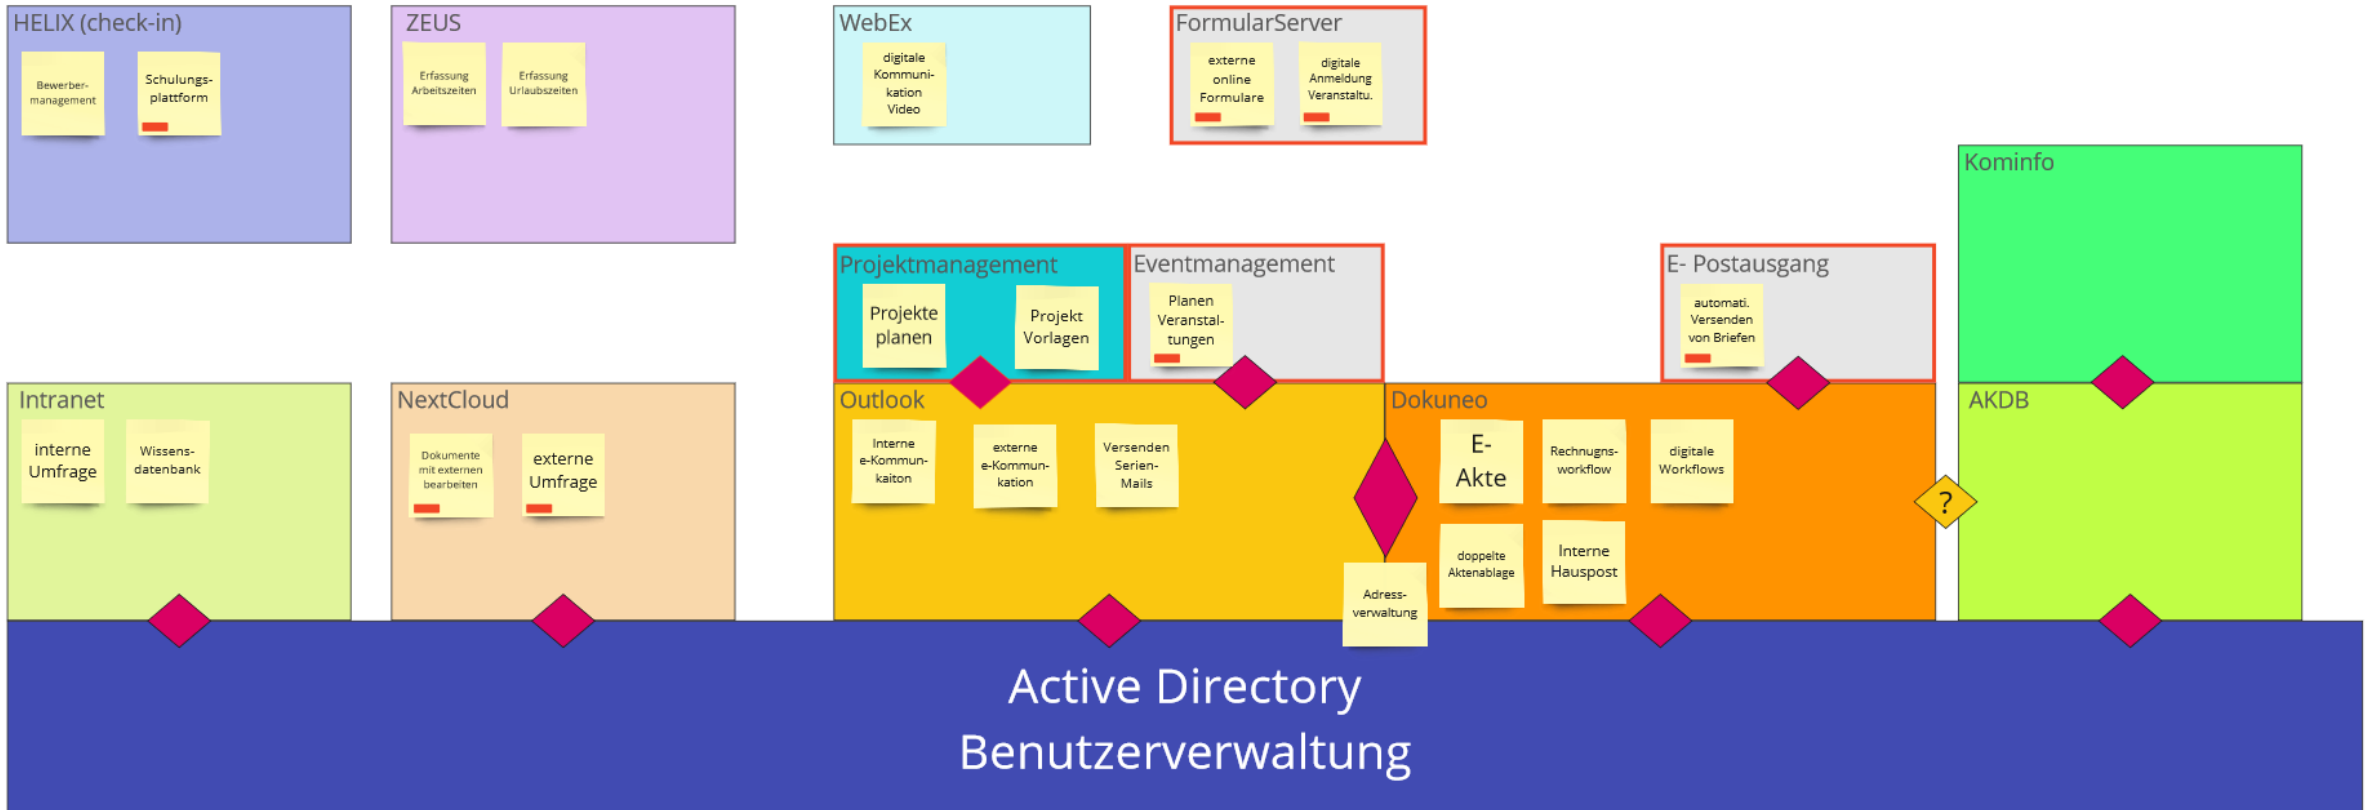 HELIX (check-in)
Bewerber-
management
Schulungs-
plattform
ZEUS
Erfassung
Arbeitszeiten
Erfassung
Urlaubszeiten
WebEx
digitale
Kommuni-
kation
Video
FormularServer
externe
online
Formulare
digitale
Anmeldung
Veranstaltu.
Kominfo
Projektmanagement
Projekte
planen
Projekt
Vorlagen
Eventmanagement
Planen
Veranstal-
tungen
E- Postausgang
automati.
Versenden
von Briefen
Intranet
interne
Umfrage
Wissens-
datenbank
NextCloud
Dokumente
mit externen
bearbeiten
externe
Umfrage
Outlook
Interne
e-Kommun-
kaiton
externe
e-Kommun-
kation
Versenden
Serien-
Mails
Dokuneo
E-
Akte
Rechnugns-
workflow
digitale
Workflows
doppelte
Aktenablage
Interne
Hauspost
Adress-
verwaltung
?
AKDB
Active Directory
Benutzerverwaltung